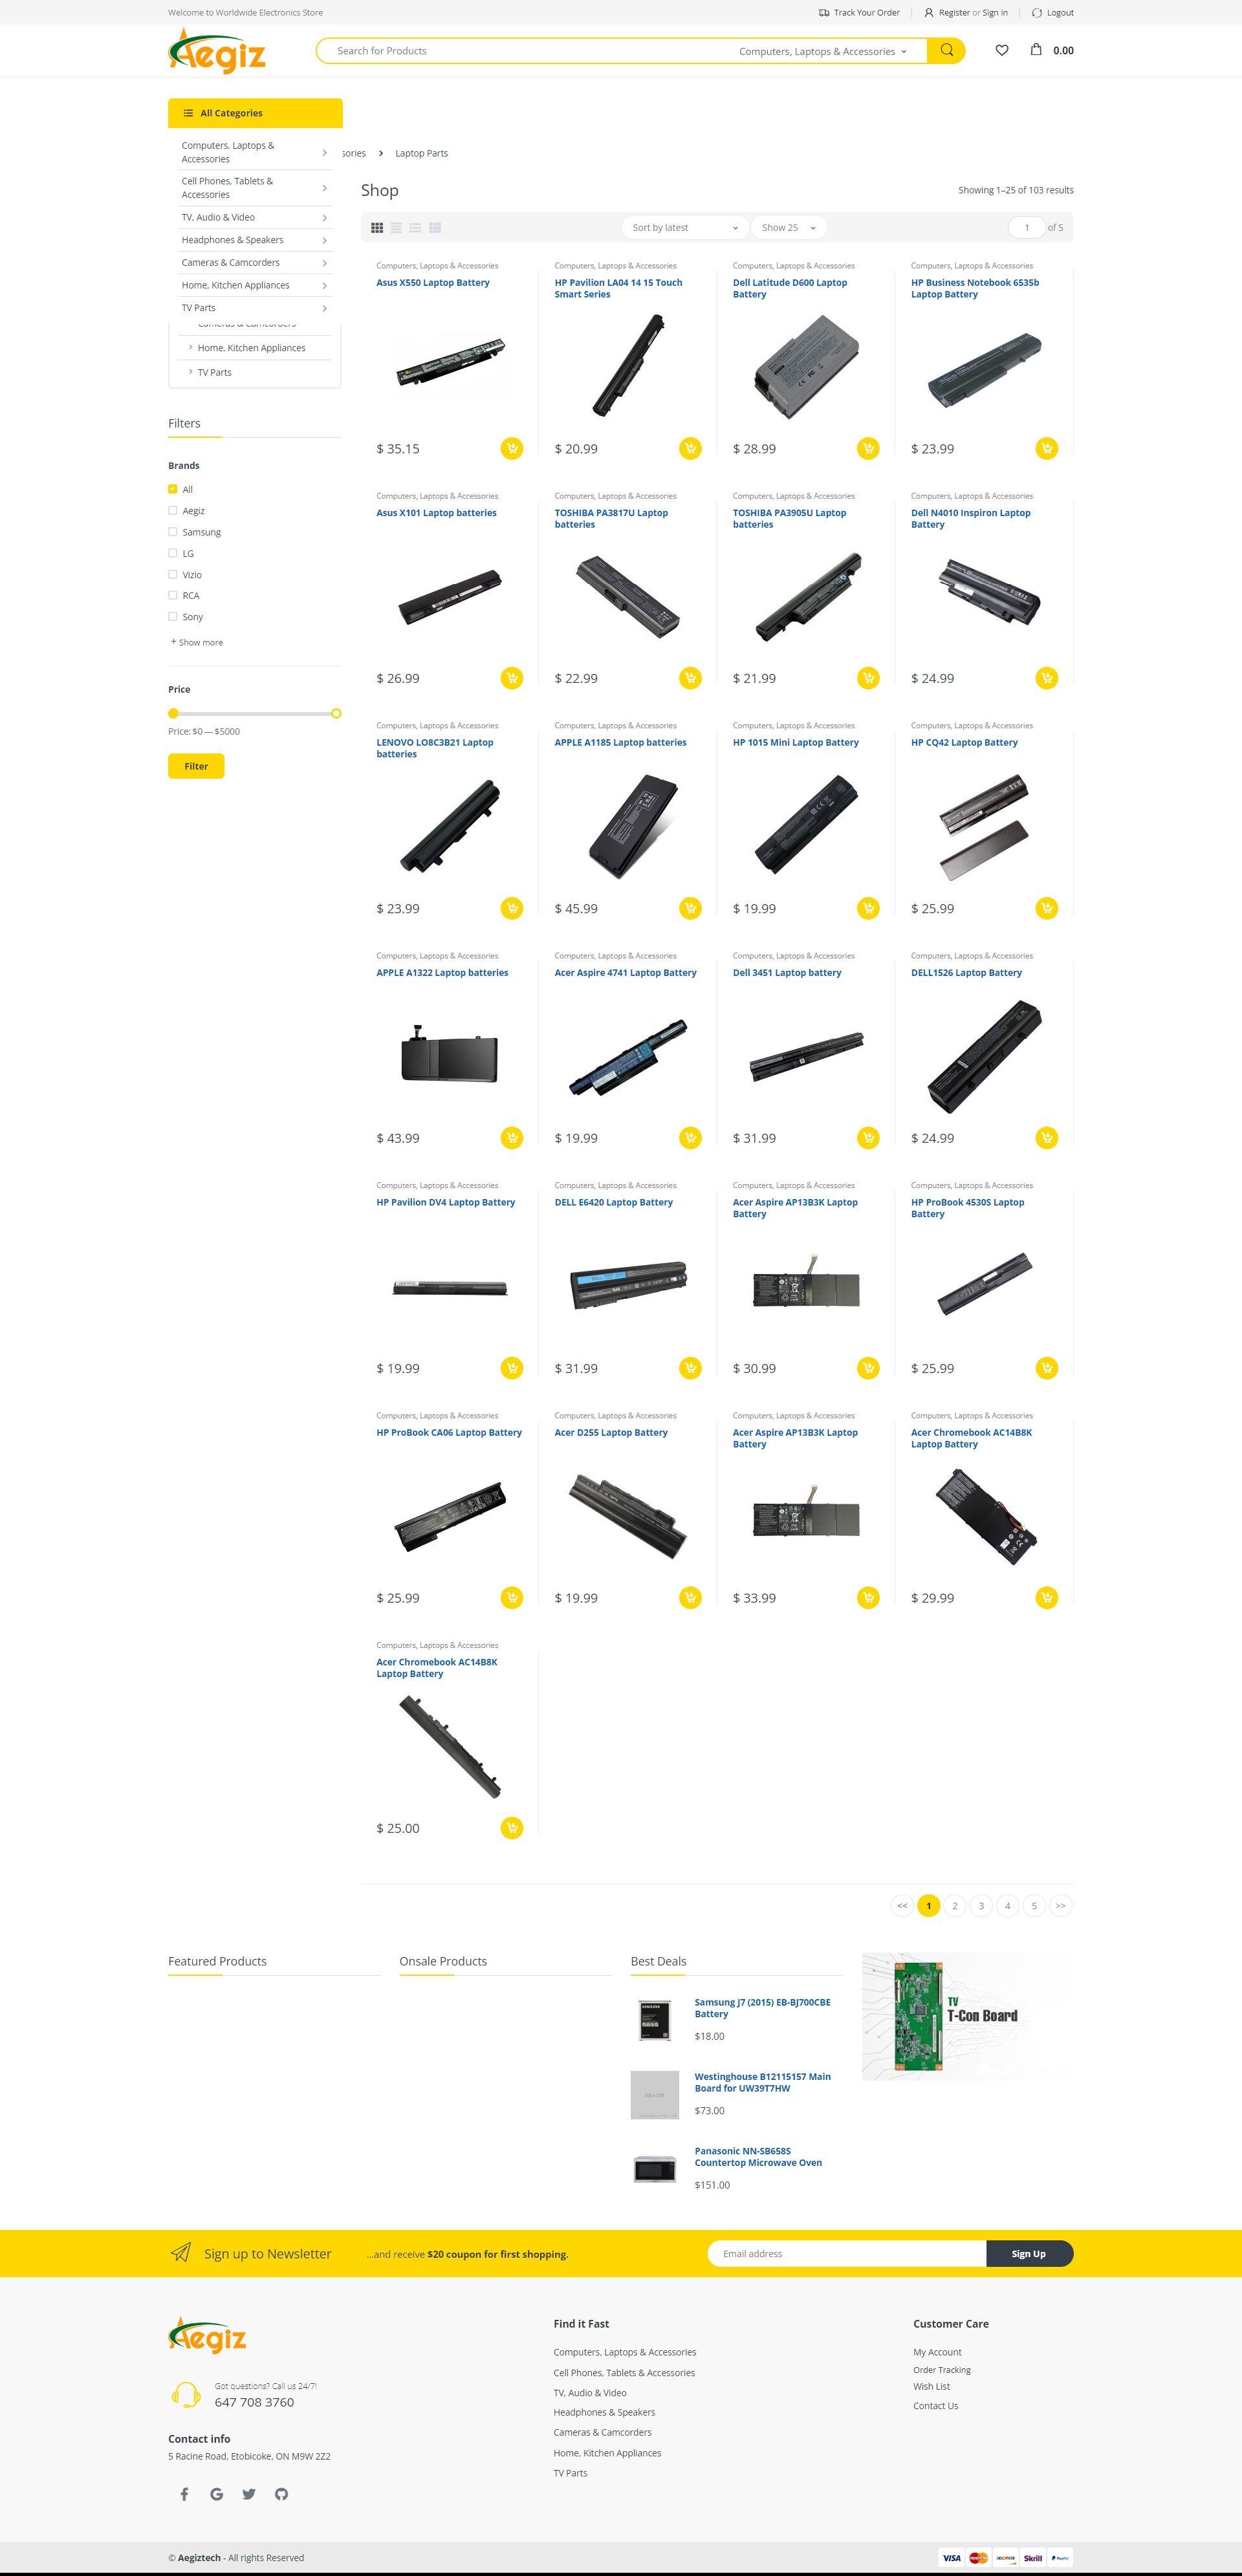 Welcome to Worldwide Electronics Store
Track Your Order
Register or Sign in
Logout
Aegiz
Search for Products
Computers, Laptops & Accessories
0.00
All Categories
Computers, Laptops &
Accessories
Cell Phones, Tablets &
Accessories
TV, Audio & Video
Headphones & Speakers
Cameras & Camcorders
Home, Kitchen Appliances
TV Parts
Home, Kitchen Appliances
TV Parts
Filters
Brands
All
Aegiz
Samsung
LG
Vizio
RCA
Sony
+ Show more
Price
Price: $0 — $5000
Filter
Laptop Parts
Shop
Showing 1–25 of 103 results
Sort by latest
Show 25
1 of 5
Computers, Laptops & Accessories
Asus X550 Laptop Battery
$ 35.15
Computers, Laptops & Accessories
HP Pavilion LA04 14 15 Touch
Smart Series
$ 20.99
Computers, Laptops & Accessories
Dell Latitude D600 Laptop
Battery
$ 28.99
Computers, Laptops & Accessories
HP Business Notebook 6535b
Laptop Battery
$ 23.99
Computers, Laptops & Accessories
Asus X101 Laptop batteries
$ 26.99
Computers, Laptops & Accessories
TOSHIBA PA3817U Laptop
batteries
$ 22.99
Computers, Laptops & Accessories
TOSHIBA PA3905U Laptop
batteries
$ 21.99
Computers, Laptops & Accessories
Dell N4010 Inspiron Laptop
Battery
$ 24.99
Computers, Laptops & Accessories
LENOVO LO8C3B21 Laptop
batteries
$ 23.99
Computers, Laptops & Accessories
APPLE A1185 Laptop batteries
$ 45.99
Computers, Laptops & Accessories
HP 1015 Mini Laptop Battery
$ 19.99
Computers, Laptops & Accessories
HP CQ42 Laptop Battery
$ 25.99
Computers, Laptops & Accessories
APPLE A1322 Laptop batteries
$ 43.99
Computers, Laptops & Accessories
Acer Aspire 4741 Laptop Battery
$ 19.99
Computers, Laptops & Accessories
Dell 3451 Laptop battery
$ 31.99
Computers, Laptops & Accessories
DELL1526 Laptop Battery
$ 24.99
Computers, Laptops & Accessories
HP Pavilion DV4 Laptop Battery
$ 19.99
Computers, Laptops & Accessories
DELL E6420 Laptop Battery
$ 31.99
Computers, Laptops & Accessories
Acer Aspire AP13B3K Laptop
Battery
$ 30.99
Computers, Laptops & Accessories
HP ProBook 4530S Laptop
Battery
$ 25.99
Computers, Laptops & Accessories
HP ProBook CA06 Laptop Battery
$ 25.99
Computers, Laptops & Accessories
Acer D255 Laptop Battery
$ 19.99
Computers, Laptops & Accessories
Acer Aspire AP13B3K Laptop
Battery
$ 33.99
Computers, Laptops & Accessories
Acer Chromebook AC14B8K
Laptop Battery
$ 29.99
Computers, Laptops & Accessories
Acer Chromebook AC14B8K
Laptop Battery
$ 25.00
<< 1 2 3 4 5 >>
Featured Products
Onsale Products
Best Deals
Samsung J7 (2015) EB-BJ700CBE
Battery
$18.00
Westinghouse B12115157 Main
Board for UW39T7HW
$73.00
Panasonic NN-SB658S
Countertop Microwave Oven
$151.00
TV
T-Con Board
Sign up to Newsletter
...and receive $20 coupon for first shopping.
Email address
Sign Up
Aegiz
Got questions? Call us 24/7!
647 708 3760
Contact info
5 Racine Road, Etobicoke, ON M9W 2Z2
Find it Fast
Computers, Laptops & Accessories
Cell Phones, Tablets & Accessories
TV, Audio & Video
Headphones & Speakers
Cameras & Camcorders
Home, Kitchen Appliances
TV Parts
Customer Care
My Account
Order Tracking
Wish List
Contact Us
© Aegiztech - All rights Reserved
VISA
MasterCard
DISCOVER
Skrill
PayPal